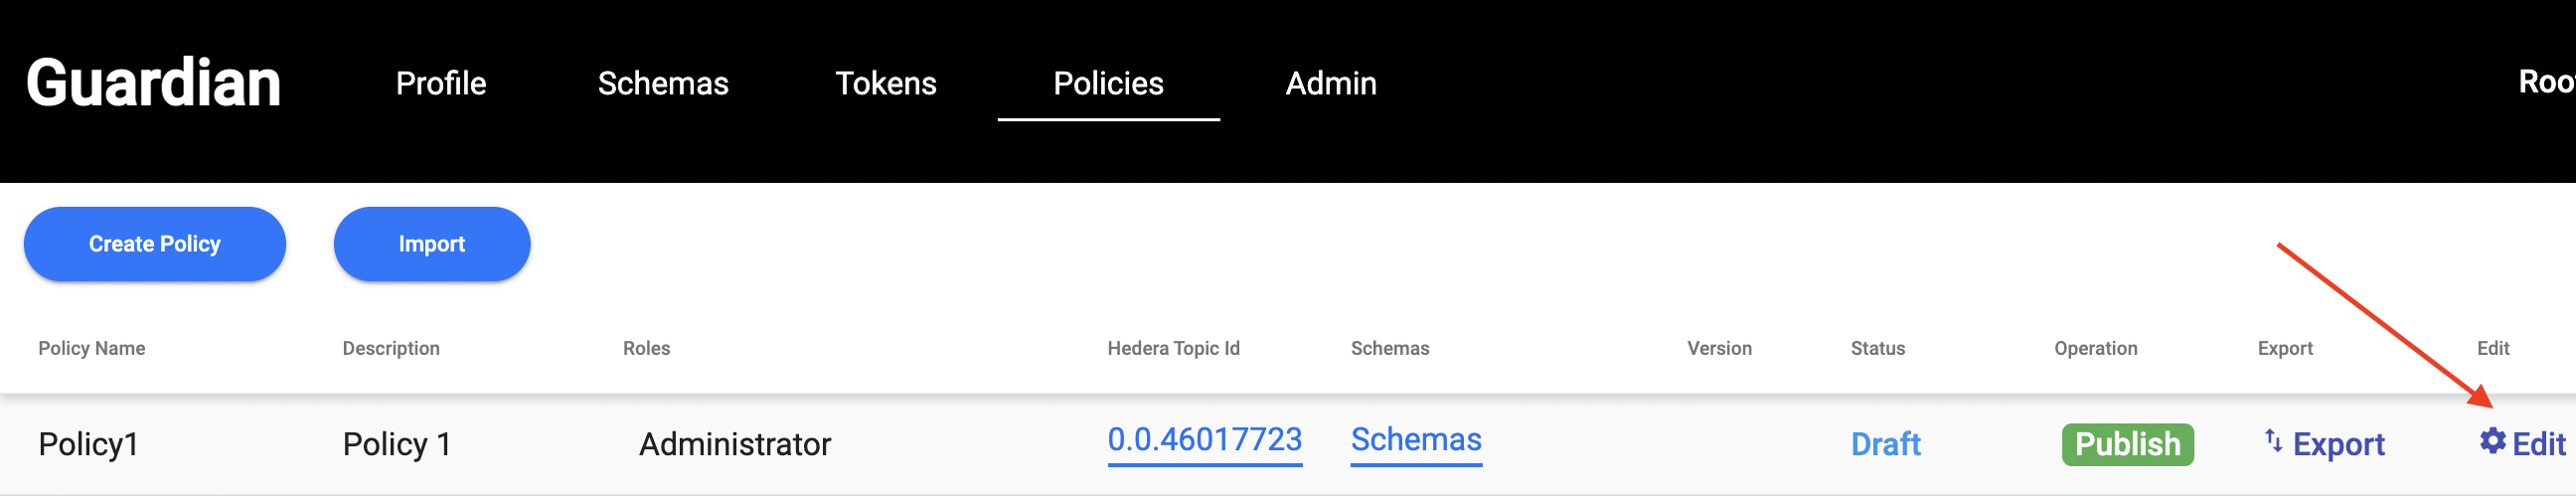 Guardian Profile Schemas Tokens Policies Admin Roo
Create Policy Import
Policy Name Description Roles Hedera Topic Id Schemas Version Status Operation Export Edit
Policy1 Policy 1 Administrator 0.0.46017723 Schemas Draft Publish Export Edit